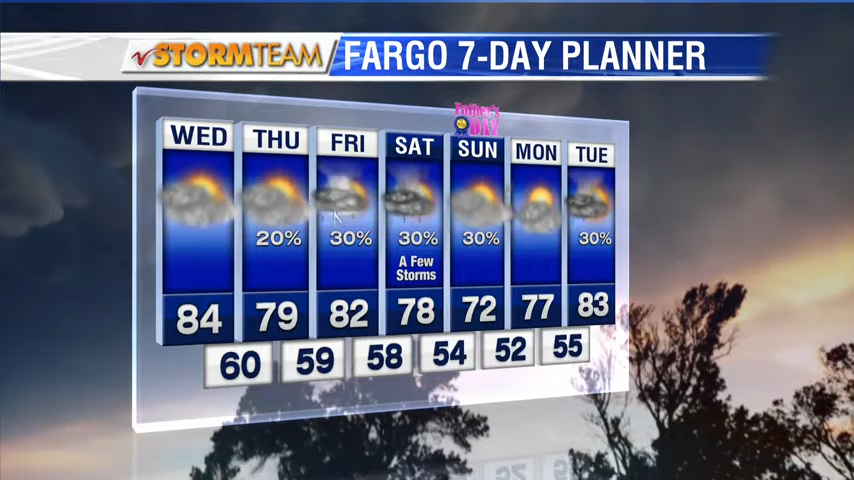 STORMTEAM
FARGO 7-DAY PLANNER
Father's
DAY
WED THU FRI SAT SUN MON TUE
20% 30% 30% 30% 30%
A Few
Storms
84 79 82 78 72 77 83
60 59 58 54 52 55